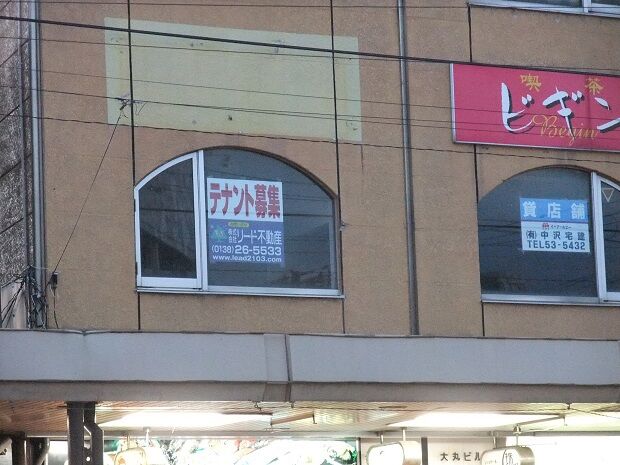 喫 茶
ビギン
Begin
テナント募集
株式会社 リード不動産
(0138) 26-5533
www.lead2103.com
貸店舗
(有)中沢宅建
TEL53-5432
大丸ビル